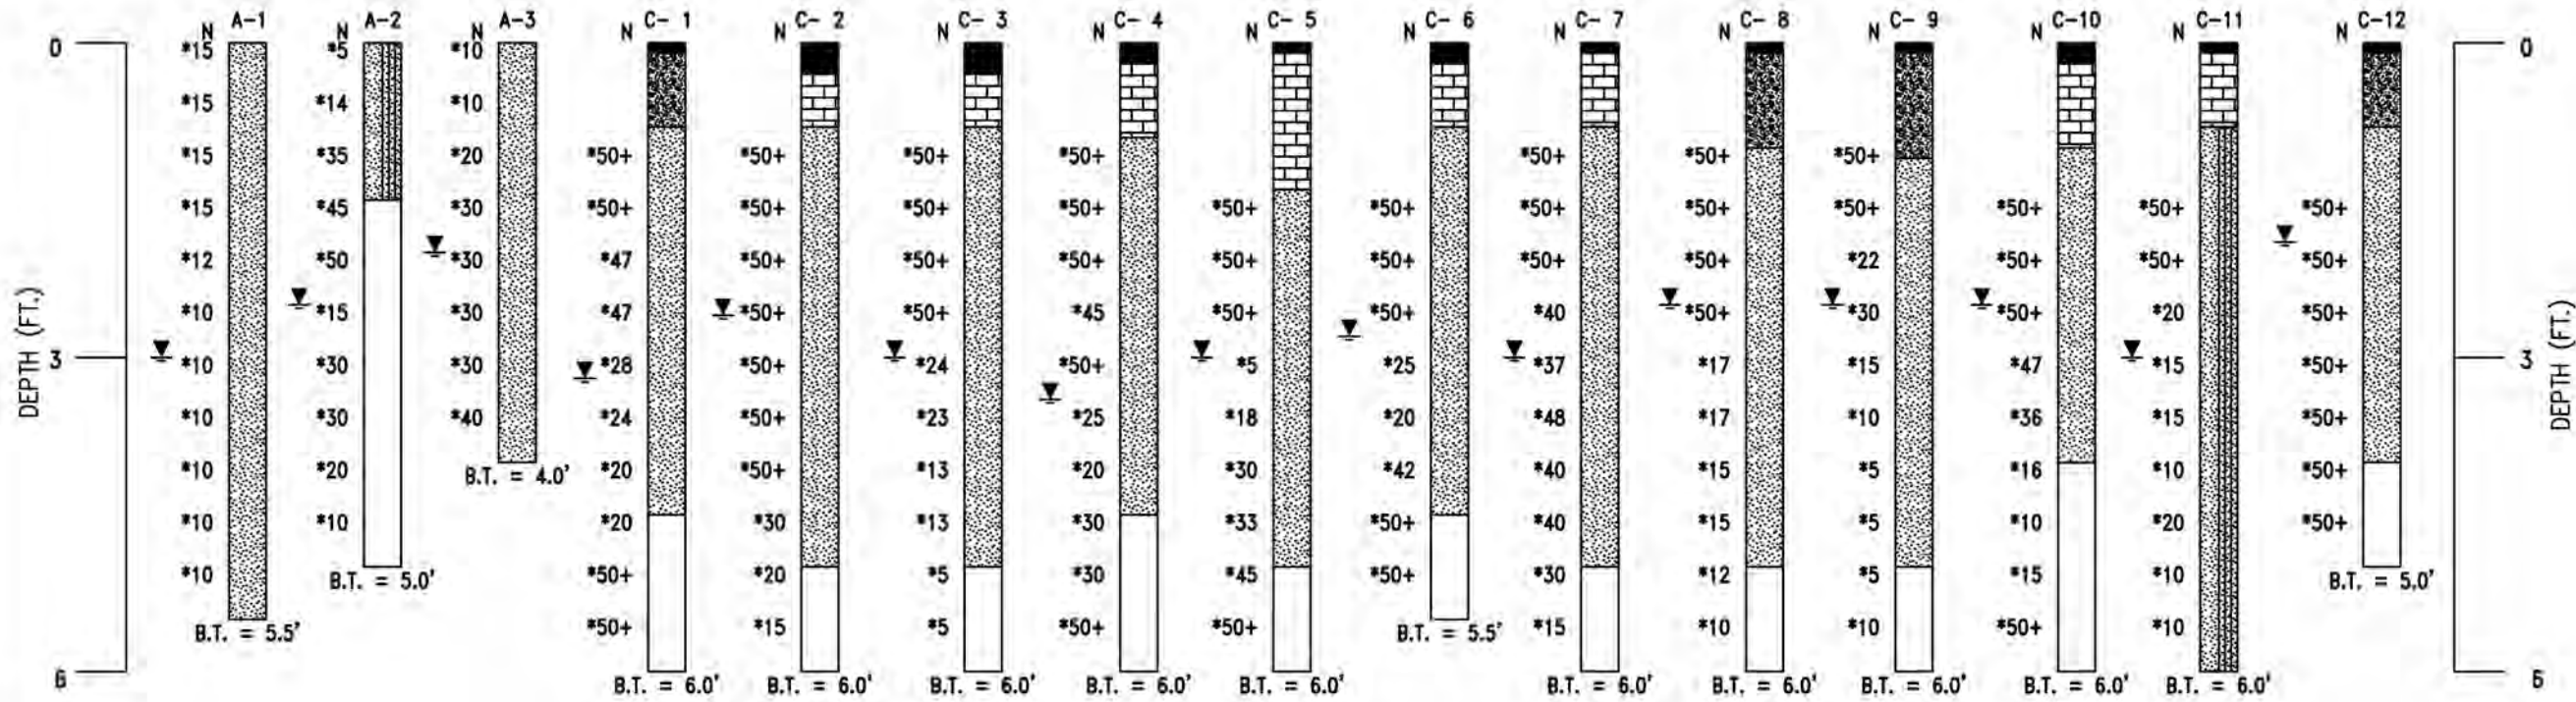 A-1 A-2 A-3 C- 1 C- 2 C- 3 C- 4 C- 5 C- 6 C- 7 C- 8 C- 9 C-10 C-11 C-12
N N N N N N N N N N N N N N N
0 *15 *5 *10 0
*15 *14 *10
*15 *35 *20 *50+ *50+ *50+ *50+ *50+ *50+ *50+
*15 *45 *30 *50+ *50+ *50+ *50+ *50+ *50+ *50+ *50+ *50+ *50+ *50+ *50+
*12 *50 *30 *47 *50+ *50+ *50+ *50+ *50+ *50+ *50+ *22 *50+ *50+ *50+
*10 *15 *30 *47 *50+ *50+ *45 *50+ *50+ *40 *50+ *30 *50+ *20 *50+
3 *10 *30 *30 *28 *50+ *24 *50+ *5 *25 *37 *17 *15 *47 *15 *50+ 3
DEPTH (FT.) DEPTH (FT.)
*10 *30 *40 *24 *50+ *23 *25 *18 *20 *48 *17 *10 *36 *15 *50+
*10 *20 *20 *50+ *13 *20 *30 *42 *40 *15 *5 *16 *10 *50+
B.T. = 4.0'
*10 *10 *20 *30 *13 *30 *33 *50+ *40 *15 *5 *10 *20 *50+
*10 *50+ *20 *5 *30 *45 *50+ *30 *12 *5 *15 *10
B.T. = 5.0' B.T. = 5.0'
*50+ *15 *5 *50+ *50+ *15 *10 *10 *50+ *10
B.T. = 5.5' B.T. = 5.5'
6 6
B.T. = 6.0' B.T. = 6.0' B.T. = 6.0' B.T. = 6.0' B.T. = 6.0' B.T. = 6.0' B.T. = 6.0' B.T. = 6.0' B.T. = 6.0' B.T. = 6.0'